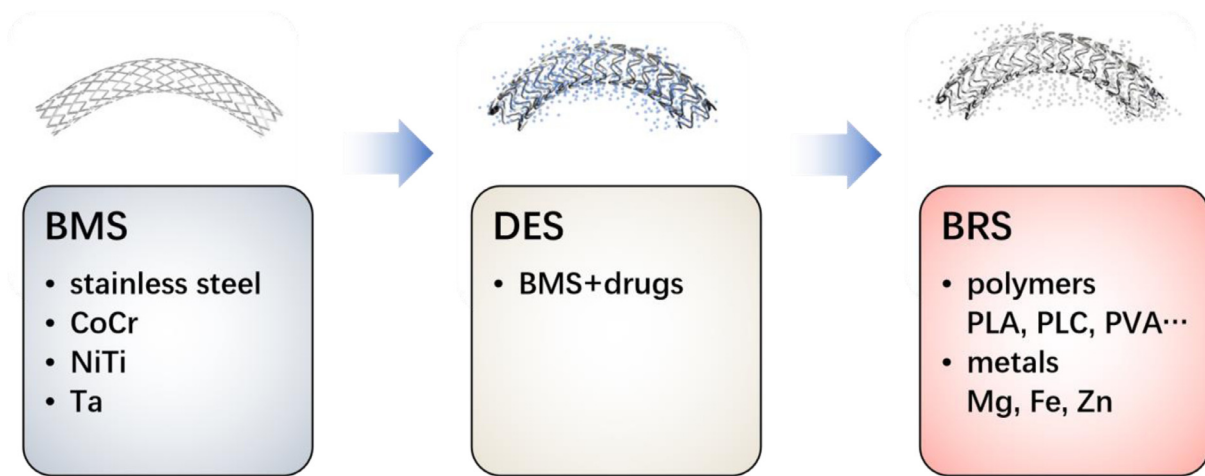 BMS
• stainless steel
• CoCr
• NiTi
• Ta
DES
• BMS+drugs
BRS
• polymers
PLA, PLC, PVA···
• metals
Mg, Fe, Zn